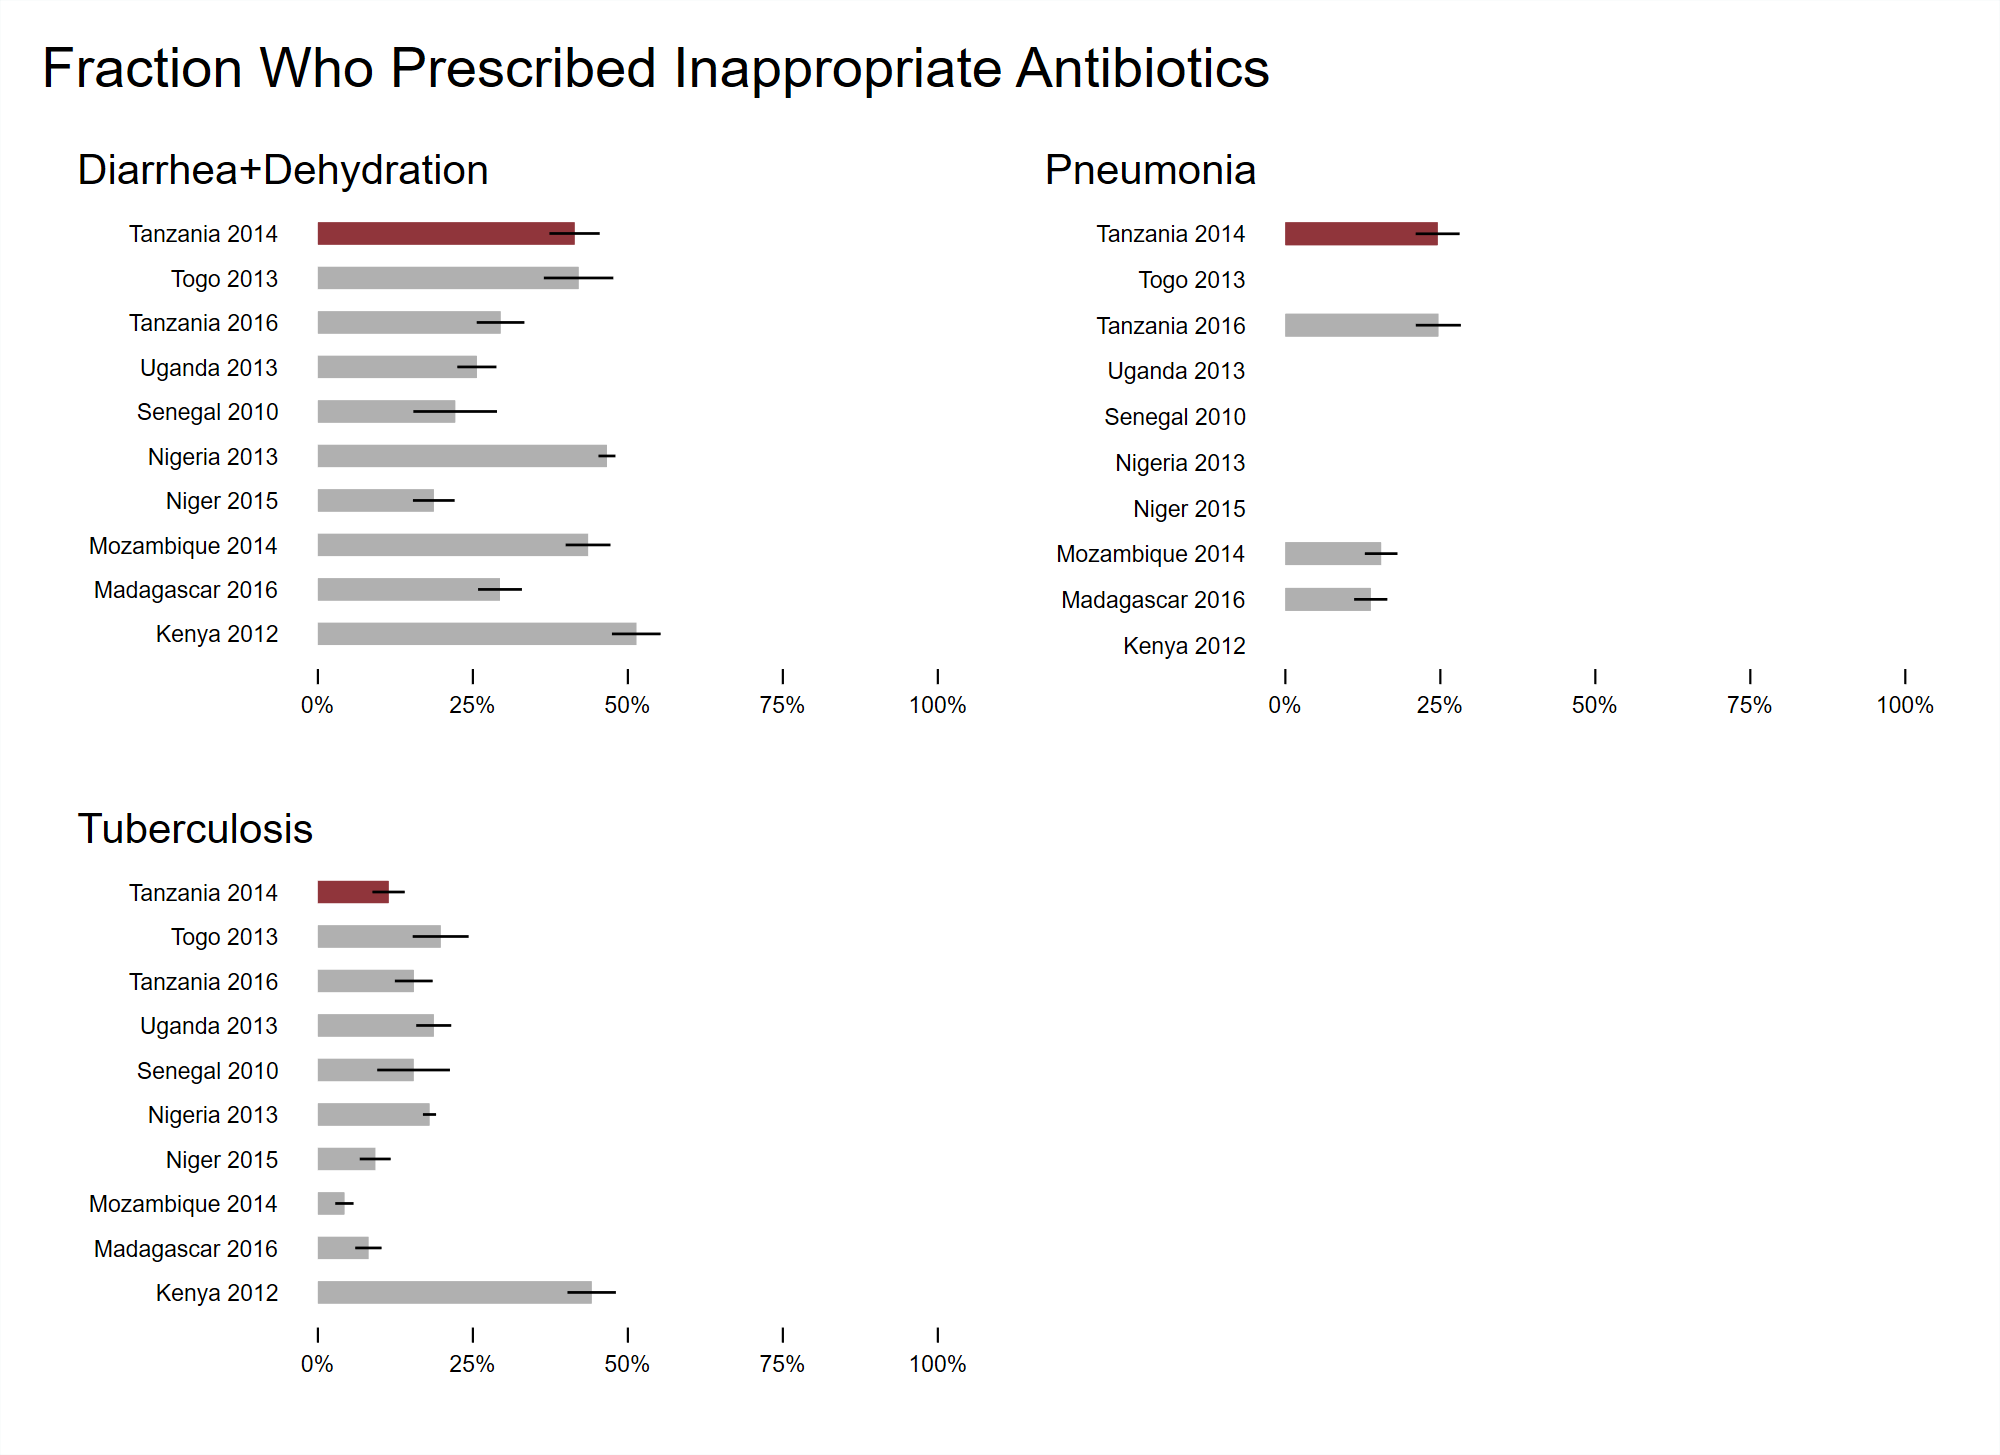 Fraction Who Prescribed Inappropriate Antibiotics
Diarrhea+Dehydration
Tanzania 2014
Togo 2013
Tanzania 2016
Uganda 2013
Senegal 2010
Nigeria 2013
Niger 2015
Mozambique 2014
Madagascar 2016
Kenya 2012
0% 25% 50% 75% 100%
Pneumonia
Tanzania 2014
Togo 2013
Tanzania 2016
Uganda 2013
Senegal 2010
Nigeria 2013
Niger 2015
Mozambique 2014
Madagascar 2016
Kenya 2012
0% 25% 50% 75% 100%
Tuberculosis
Tanzania 2014
Togo 2013
Tanzania 2016
Uganda 2013
Senegal 2010
Nigeria 2013
Niger 2015
Mozambique 2014
Madagascar 2016
Kenya 2012
0% 25% 50% 75% 100%